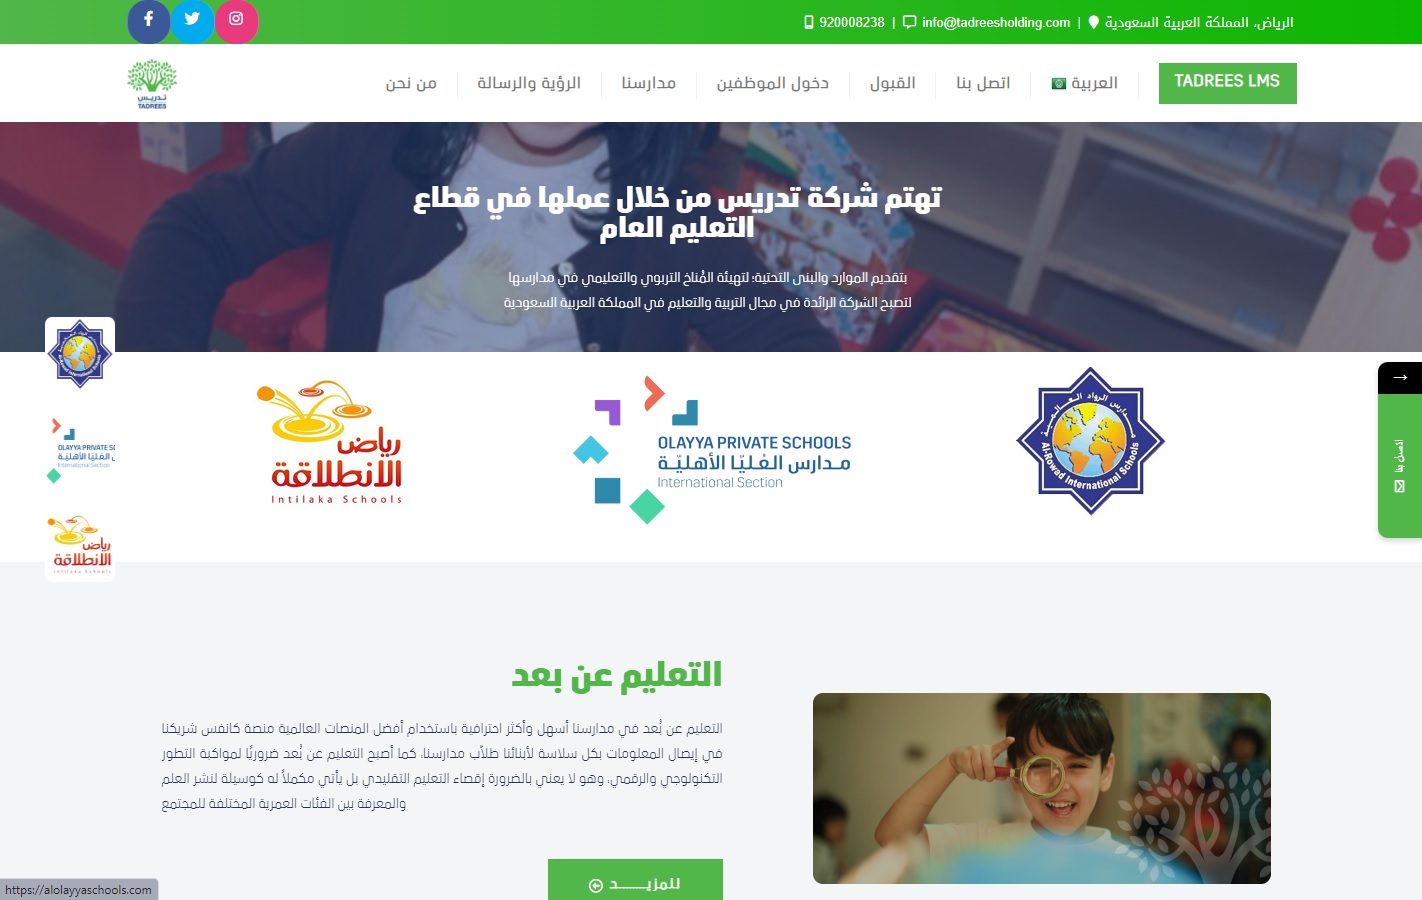 الرياض، المملكة العربية السعودية | info@tadreesholding.com | 920008238
TADREES LMS
العربية
اتصل بنا
القبول
دخول الموظفين
مدارسنا
الرؤية والرسالة
من نحن
تدريس
TADREES
تهتم شركة تدريس من خلال عملها في قطاع
التعليم العام
بتقديم الموارد والبنى التحتية؛ لتهيئة المُناخ التربوي والتعليمي في مدارسها
لتصبح الشركة الرائدة في مجال التربية والتعليم في المملكة العربية السعودية
مدارس الرواد العالمية
Al-Rowad International Schools
OLAYYA PRIVATE SCHOOLS
مدارس العُليّا الأهليّة
International Section
رياض
الانطلاقة
Intilaka Schools
OLAYYA PRIVATE S
مدارس العُليّا الأهليّة
International Section
رياض
الانطلاقة
Intilaka Schools
اتصل بنا
التعليم عن بعد
التعليم عن بُعد في مدارسنا أسهل وأكثر احترافية باستخدام أفضل المنصات العالمية منصة كانفس شريكنا
في إيصال المعلومات بكل سلاسة لأبنائنا طلاّب مدارسنا، كما أصبح التعليم عن بُعد ضروريًا لمواكبة التطور
التكنولوجي والرقمي، وهو لا يعني بالضرورة إقصاء التعليم التقليدي بل يأتي مكملاً له كوسيلة لنشر العلم
والمعرفة بين الفئات العمرية المختلفة للمجتمع
للمزيـــــــد
https://alolayyaschools.com